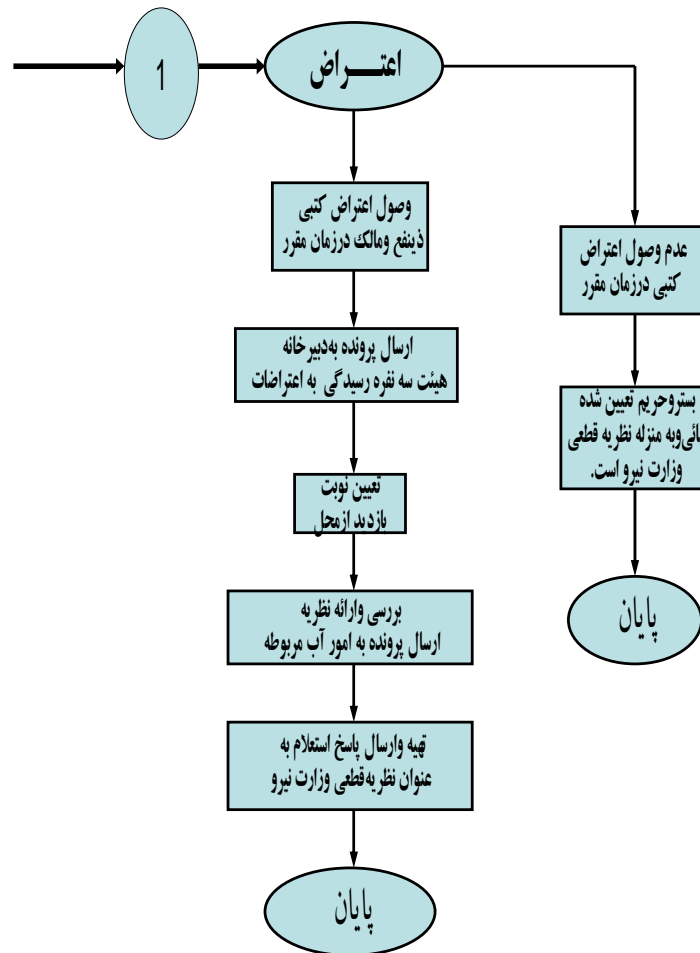 1
اعتـــراض
وصول اعتراض کتبی
ذینفع ومالک درزمان مقرر
ارسال پرونده به‌دبیرخانه
هیئت سه نفره رسیدگی به اعتراضات
تعیین نوبت
بازدید ازمحل
بررسی وارائه نظریه
ارسال پرونده به امور آب مربوطه
تهیه وارسال پاسخ استعلام به
عنوان نظریه‌قطعی وزارت نیرو
پایان
عدم وصول اعتراض
کتبی درزمان مقرر
بستروحریم تعیین شده
وبه منزله نظریه قطعی
وزارت نیرو است.
پایان